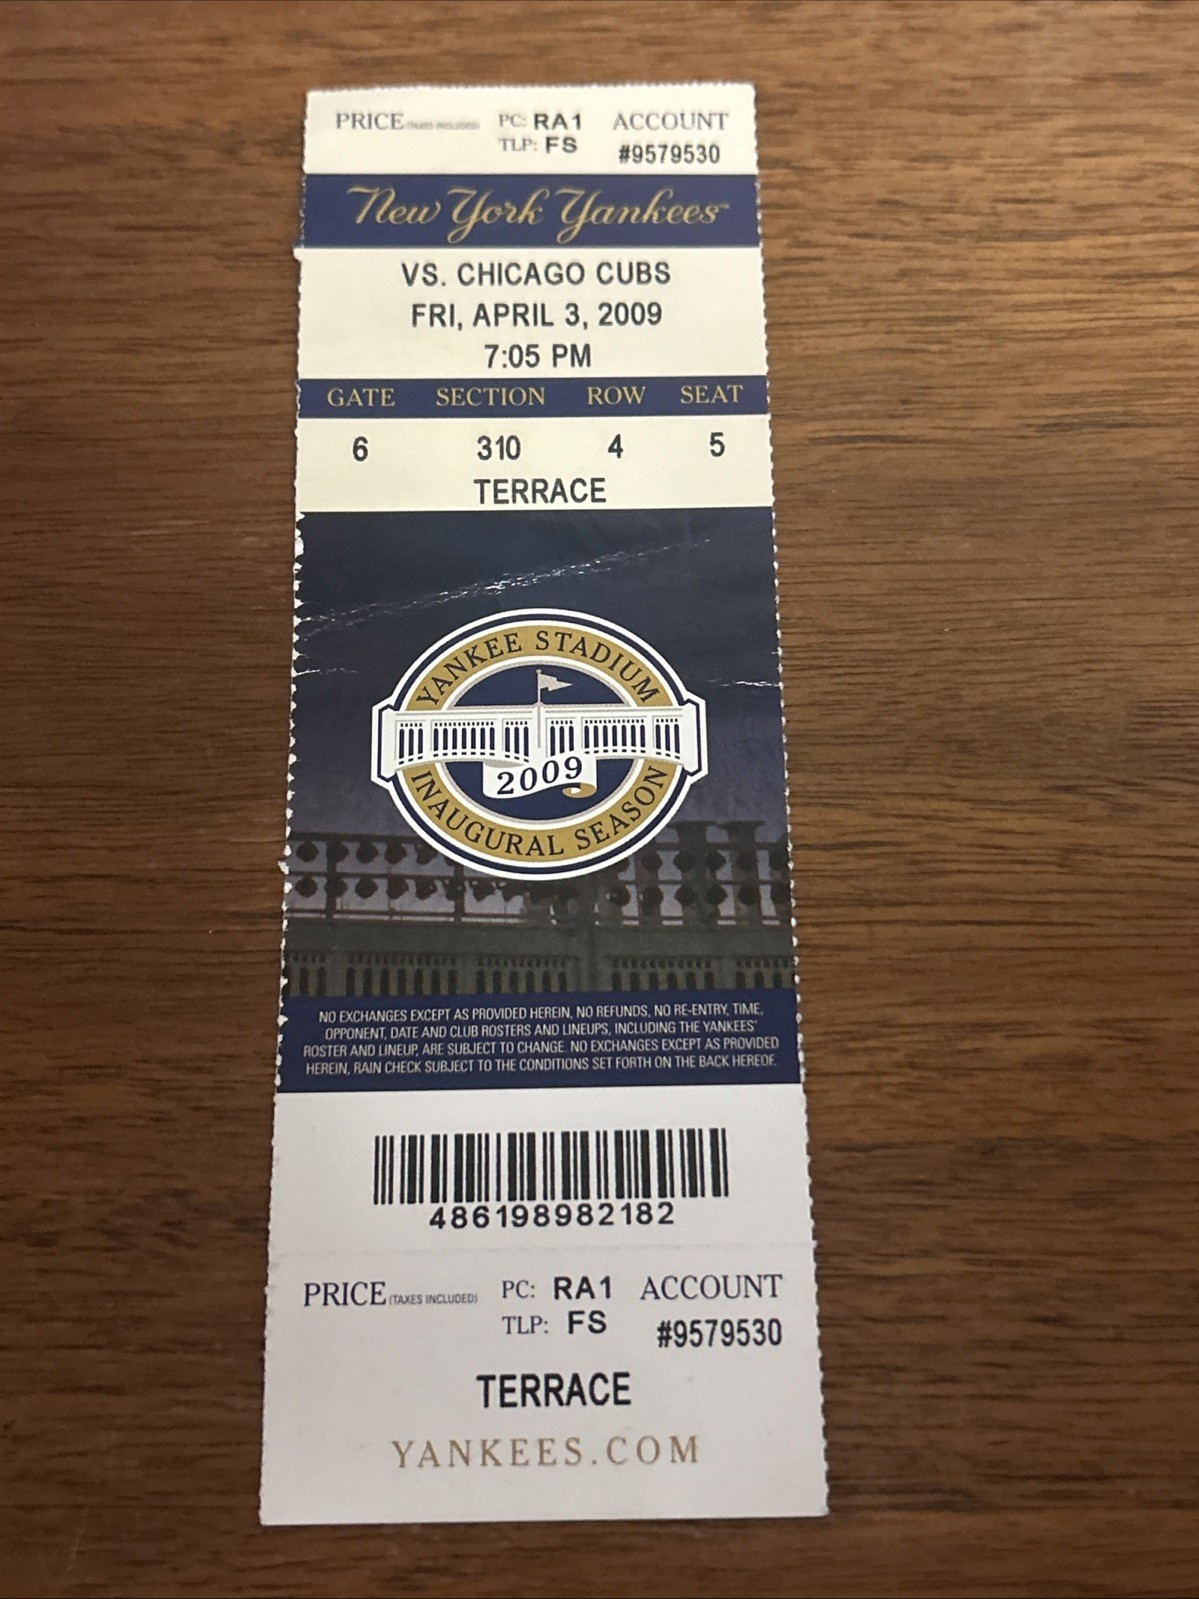 PRICE (TAXES INCLUDED) PC: RA1 ACCOUNT
TLP: FS #9579530
New York Yankees
VS. CHICAGO CUBS
FRI, APRIL 3, 2009
7:05 PM
GATE SECTION ROW SEAT
6 310 4 5
TERRACE
YANKEE STADIUM
2009
INAUGURAL SEASON
NO EXCHANGES EXCEPT AS PROVIDED HEREIN, NO REFUNDS, NO RE-ENTRY, TIME,
OPPONENT, DATE AND CLUB ROSTERS AND LINEUPS, INCLUDING THE YANKEES'
ROSTER AND LINEUP, ARE SUBJECT TO CHANGE. NO EXCHANGES EXCEPT AS PROVIDED
HEREIN, RAIN CHECK SUBJECT TO THE CONDITIONS SET FORTH ON THE BACK HEREOF.
486198982182
PRICE (TAXES INCLUDED) PC: RA1 ACCOUNT
TLP: FS #9579530
TERRACE
YANKEES.COM